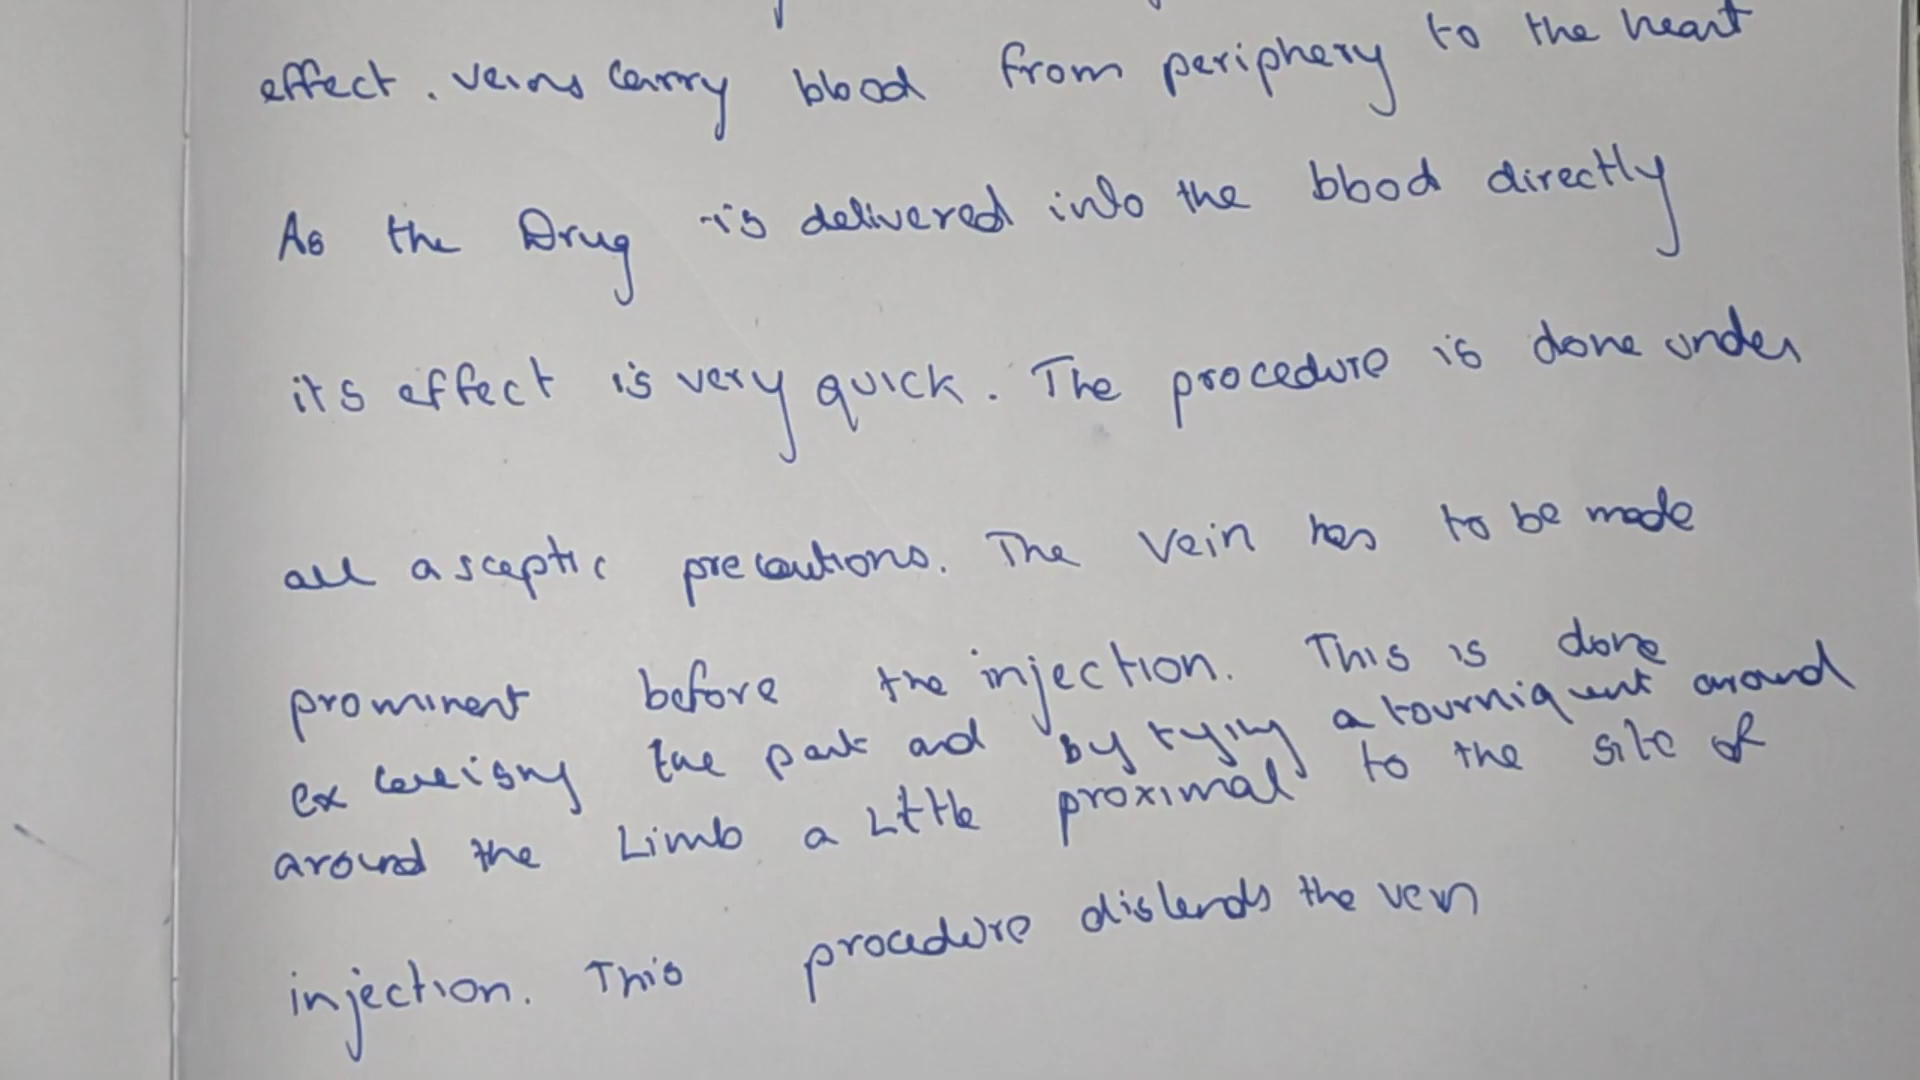 effect. veins carry blood from periphery to the heart
As the Drug is delivered into the blood directly
its effect is very quick. The procedure is done under
all asceptic precautions. The Vein has to be made
prominent before the injection. This is done
exerceisny the part and by tying a tourniquent around
around the Limb a little proximal to the site of
injection. This procedure distends the vein